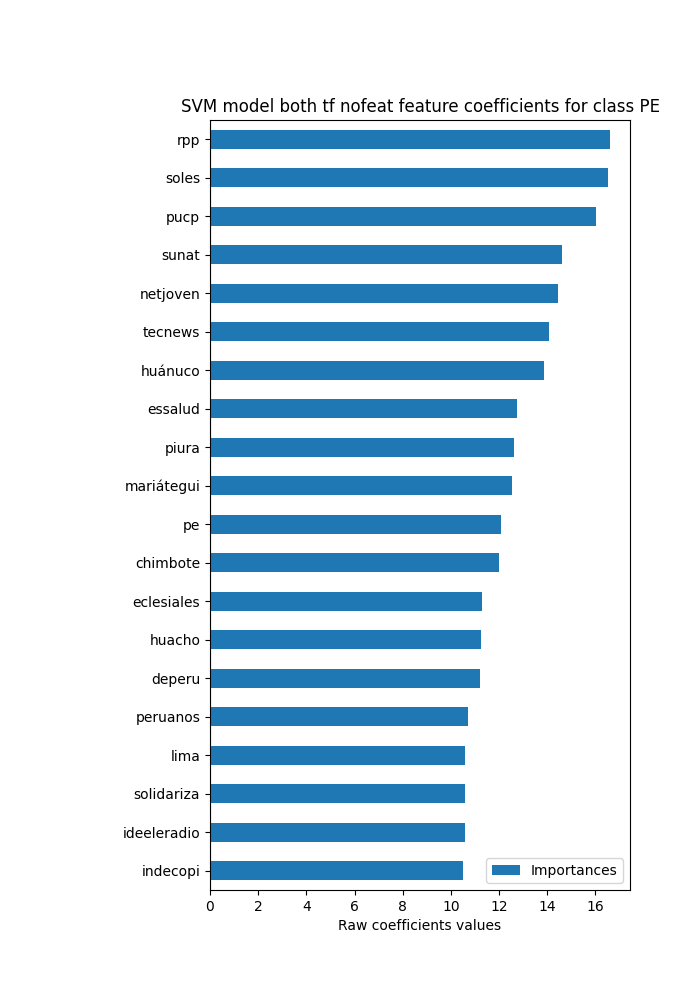 SVM model both tf nofeat feature coefficients for class PE
rpp
soles
pucp
sunat
netjoven
tecnews
huánuco
essalud
piura
mariátegui
pe
chimbote
eclesiales
huacho
deperu
peruanos
lima
solidariza
ideeleradio
indecopi
Importances
0 2 4 6 8 10 12 14 16
Raw coefficients values